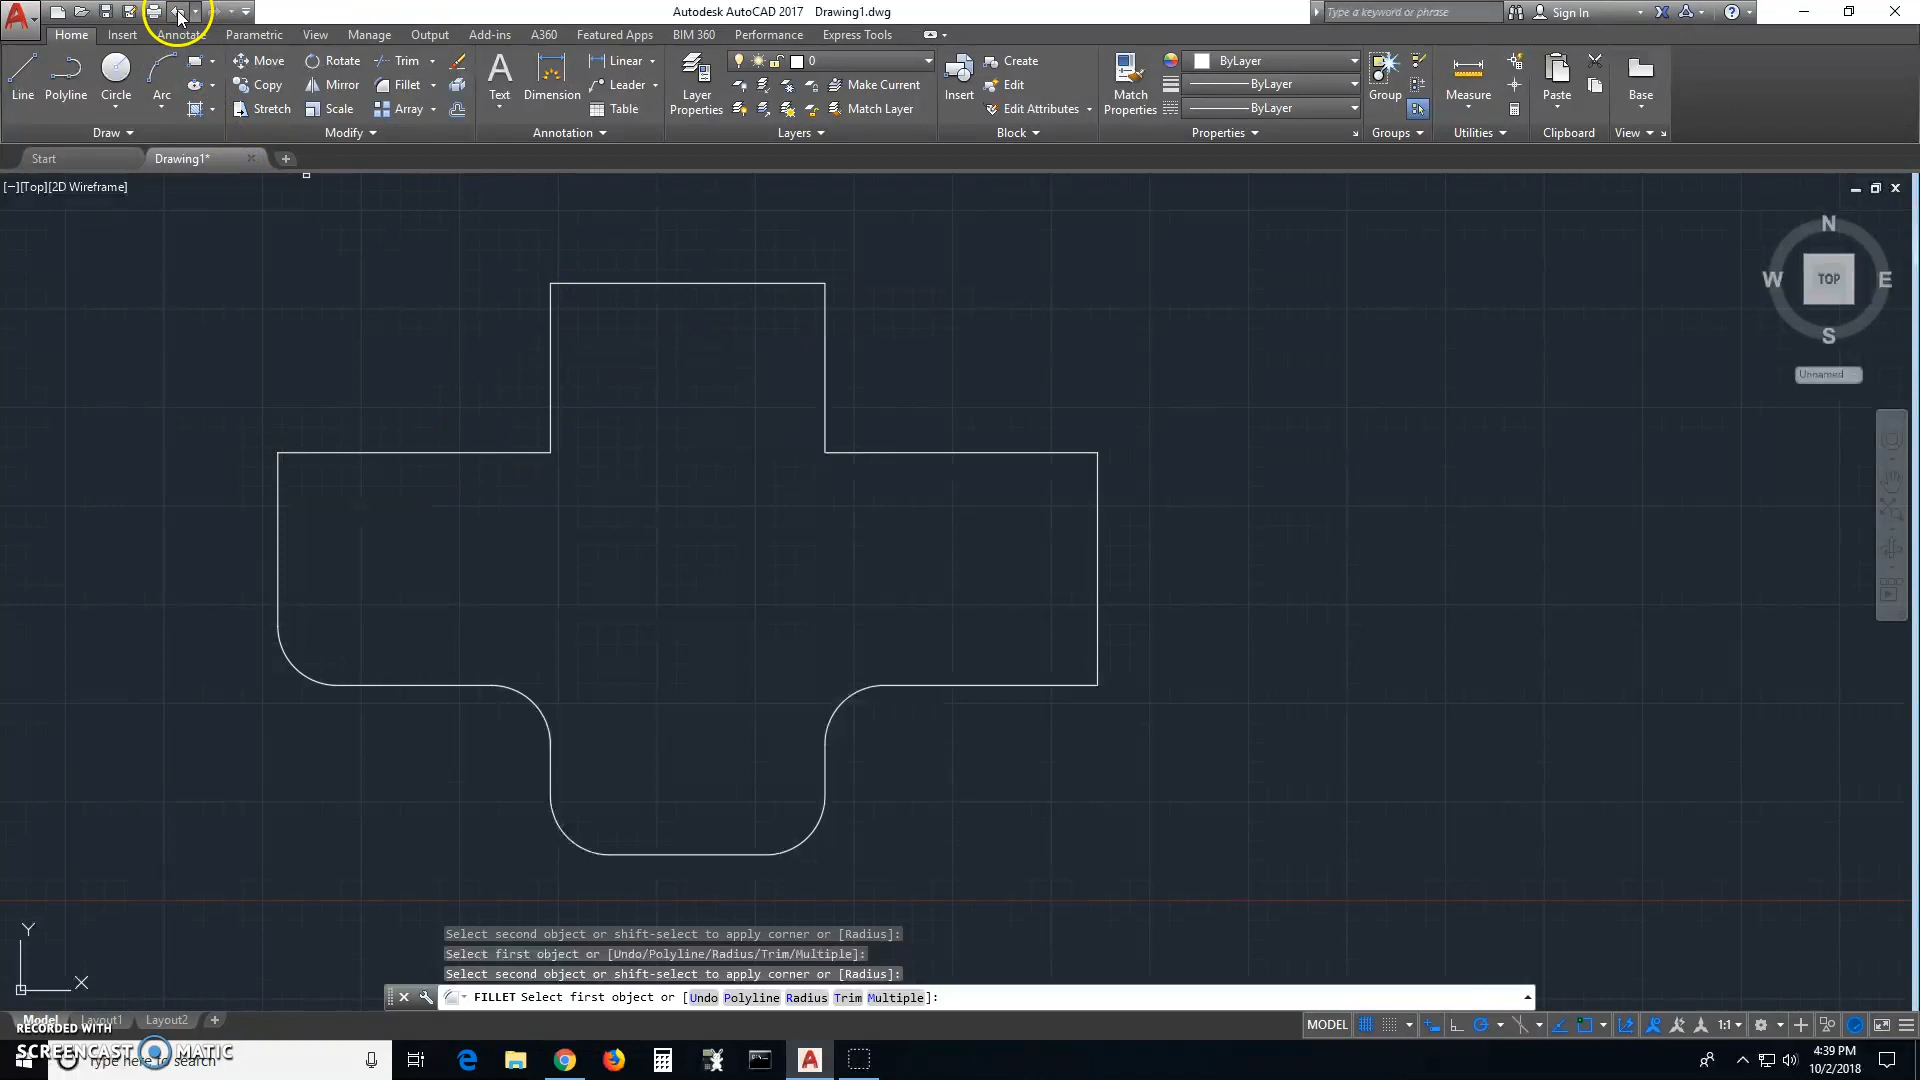 Autodesk AutoCAD 2017 Drawing1.dwg
Type a keyword or phrase
Sign In
Home Insert Annotate Parametric View Manage Output Add-ins A360 Featured Apps BIM 360 Performance Express Tools
Line Polyline Circle Arc
Move Rotate Trim
Copy Mirror Fillet
Stretch Scale Array
Text Dimension
Linear
Leader
Table
Layer Properties
0
Make Current
Match Layer
Insert
Create
Edit
Edit Attributes
Match Properties
ByLayer
ByLayer
ByLayer
Group
Measure
Paste
Base
Draw Modify Annotation Layers Block Properties Groups Utilities Clipboard View
Start Drawing1*
[−][Top][2D Wireframe]
N
W TOP E
S
Unnamed
Y
X
Select second object or shift-select to apply corner or [Radius]:
Select first object or [Undo/Polyline/Radius/Trim/Multiple]:
Select second object or shift-select to apply corner or [Radius]:
FILLET Select first object or [Undo Polyline Radius Trim Multiple]:
Model Layout1 Layout2
MODEL 1:1
RECORDED WITH
SCREENCAST MATIC
Type here to search
4:39 PM
10/2/2018